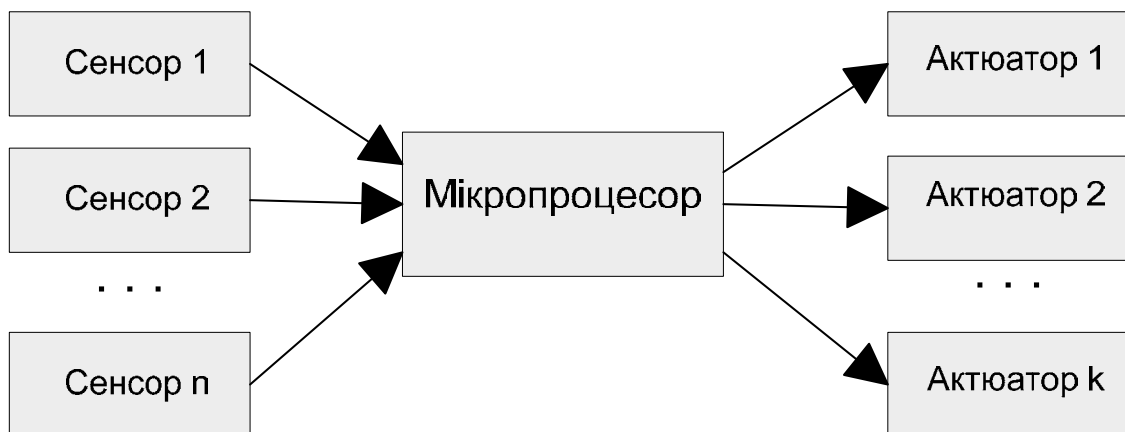 Сенсор 1
Сенсор 2
. . .
Сенсор n
Мікропроцесор
Актюатор 1
Актюатор 2
. . .
Актюатор k